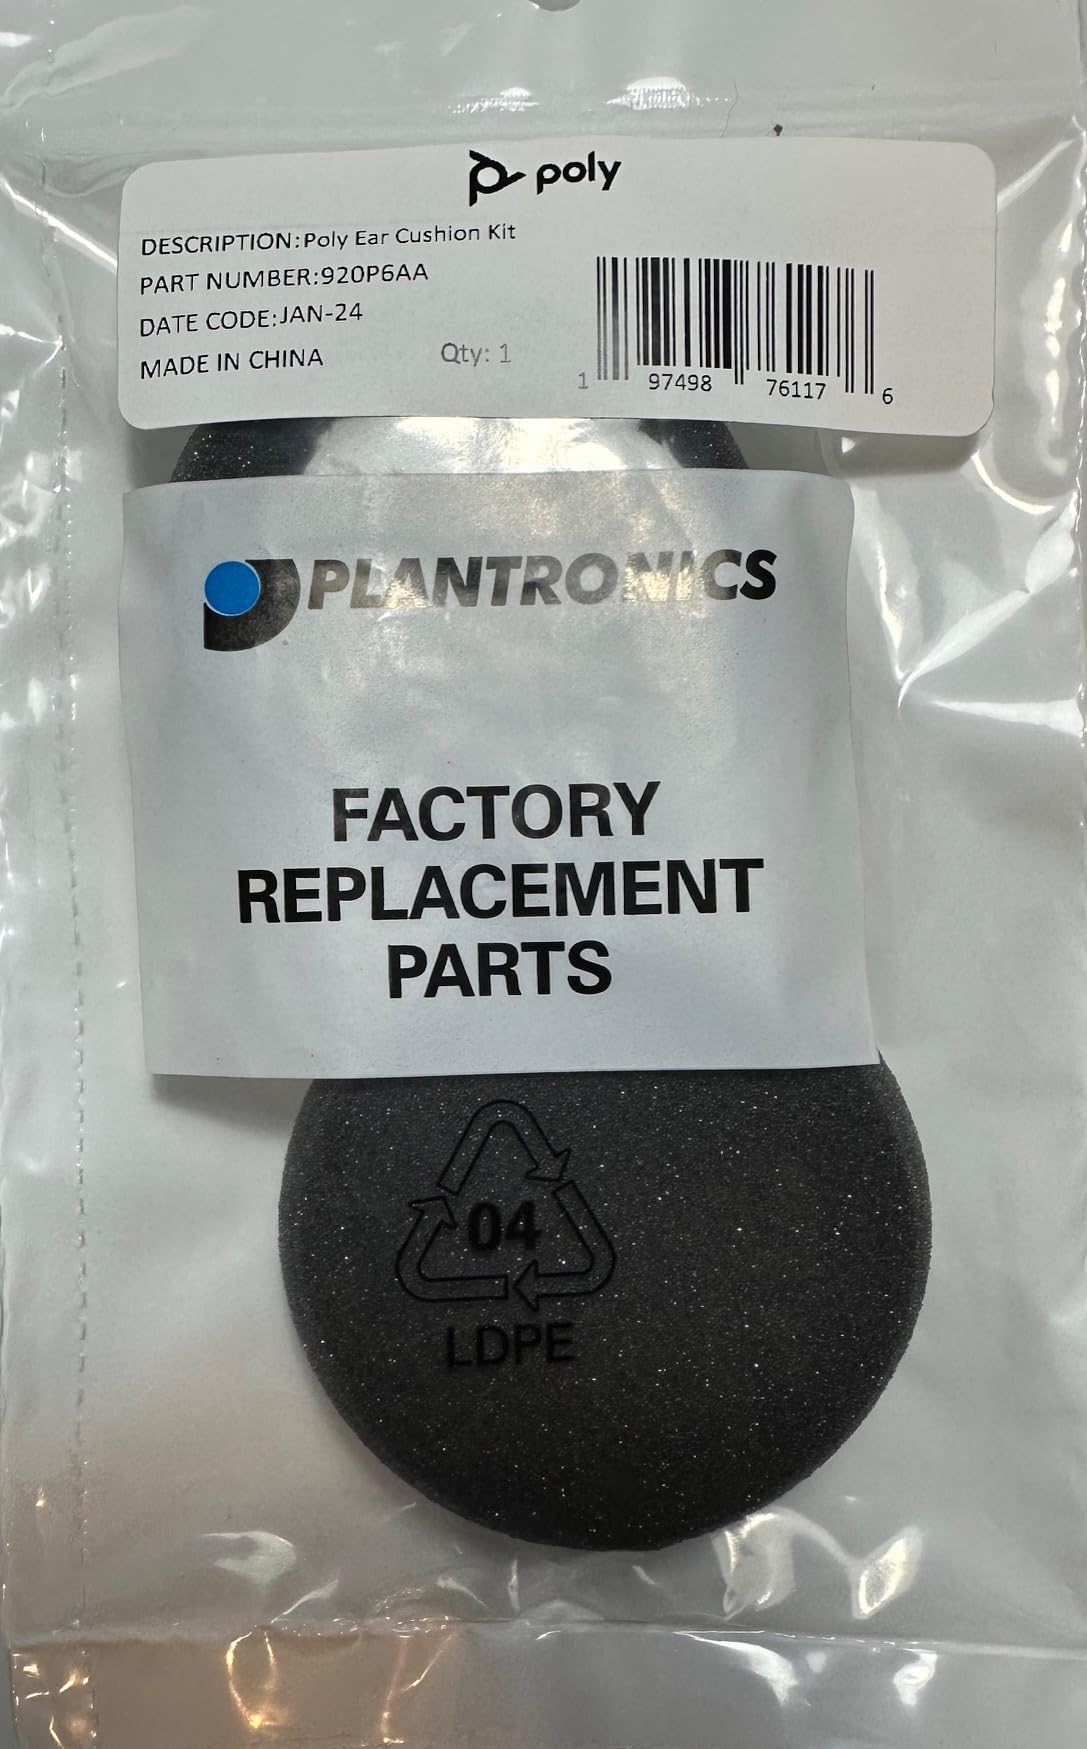 poly
DESCRIPTION:Poly Ear Cushion Kit
PART NUMBER:920P6AA
DATE CODE:JAN-24
MADE IN CHINA Qty: 1
1 97498 76117 6
PLANTRONICS
FACTORY
REPLACEMENT
PARTS
04
LDPE